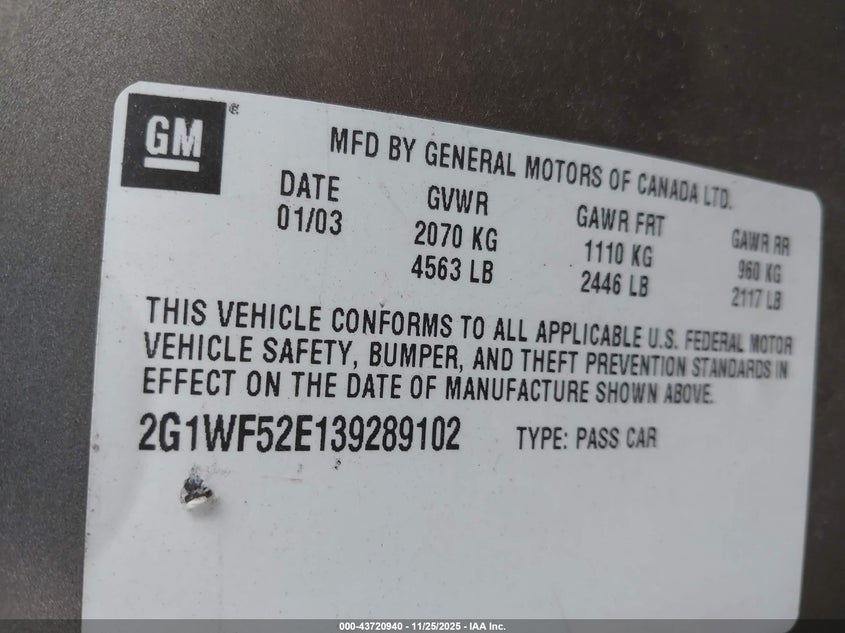 GM
MFD BY GENERAL MOTORS OF CANADA LTD.
DATE GVWR GAWR FRT GAWR RR
01/03 2070 KG 1110 KG 960 KG
4563 LB 2446 LB 2117 LB
THIS VEHICLE CONFORMS TO ALL APPLICABLE U.S. FEDERAL MOTOR
VEHICLE SAFETY, BUMPER, AND THEFT PREVENTION STANDARDS IN
EFFECT ON THE DATE OF MANUFACTURE SHOWN ABOVE.
2G1WF52E139289102 TYPE: PASS CAR
000-43720940 - 11/25/2025 - IAA Inc.